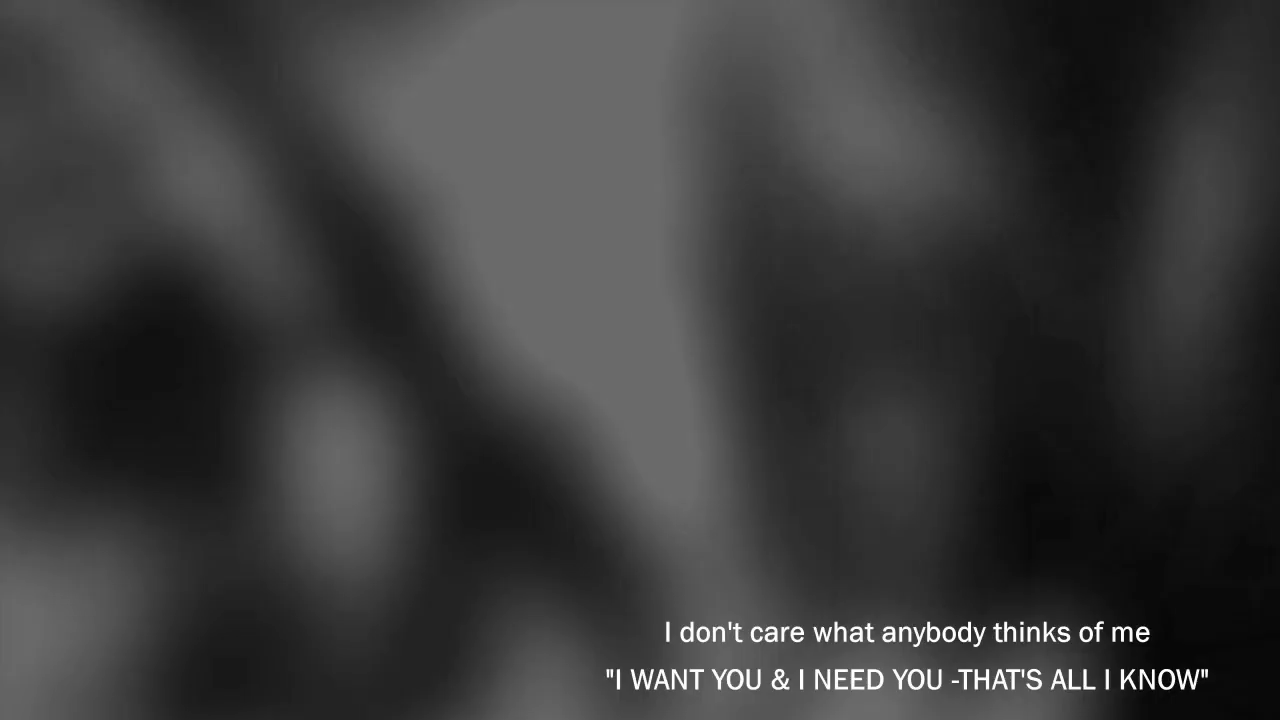 I don't care what anybody thinks of me
"I WANT YOU & I NEED YOU -THAT'S ALL I KNOW"